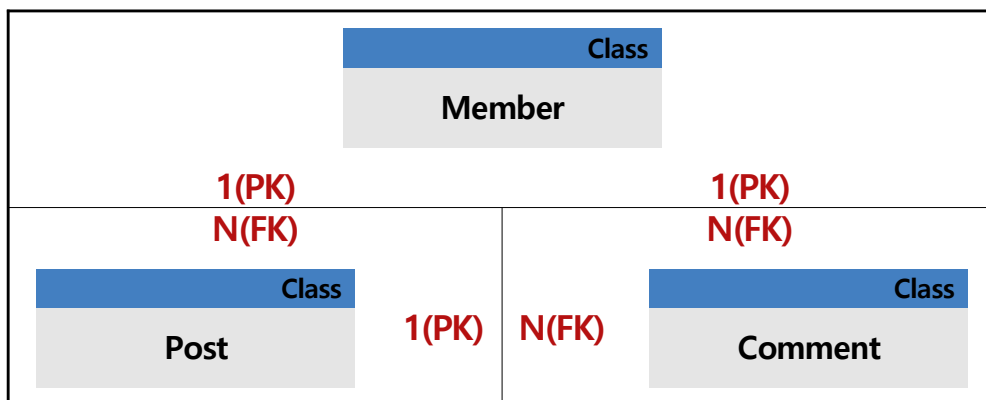 Class
Member
1(PK)
1(PK)
N(FK)
N(FK)
Class
Post
1(PK)
N(FK)
Class
Comment